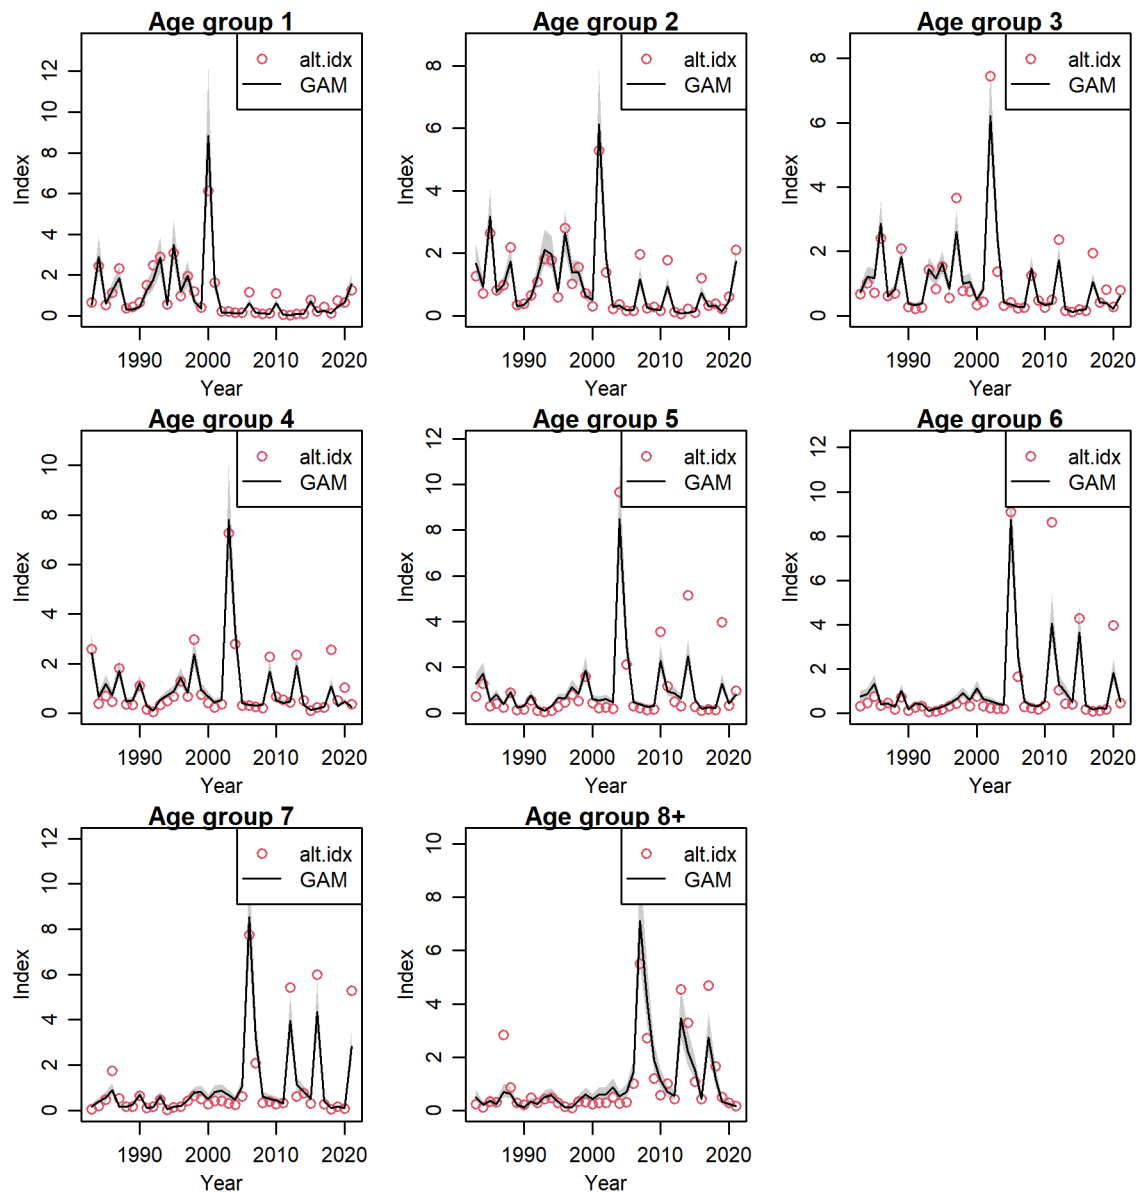 Age group 1
alt.idx
GAM
Index
0 2 4 6 8 10 12
1990 2000 2010 2020
Year
Age group 2
alt.idx
GAM
Index
0 2 4 6 8
1990 2000 2010 2020
Year
Age group 3
alt.idx
GAM
Index
0 2 4 6 8
1990 2000 2010 2020
Year
Age group 4
alt.idx
GAM
Index
0 2 4 6 8 10
1990 2000 2010 2020
Year
Age group 5
alt.idx
GAM
Index
0 2 4 6 8 10 12
1990 2000 2010 2020
Year
Age group 6
alt.idx
GAM
Index
0 2 4 6 8 10 12
1990 2000 2010 2020
Year
Age group 7
alt.idx
GAM
Index
0 2 4 6 8 10 12
1990 2000 2010 2020
Year
Age group 8+
alt.idx
GAM
Index
0 2 4 6 8 10
1990 2000 2010 2020
Year